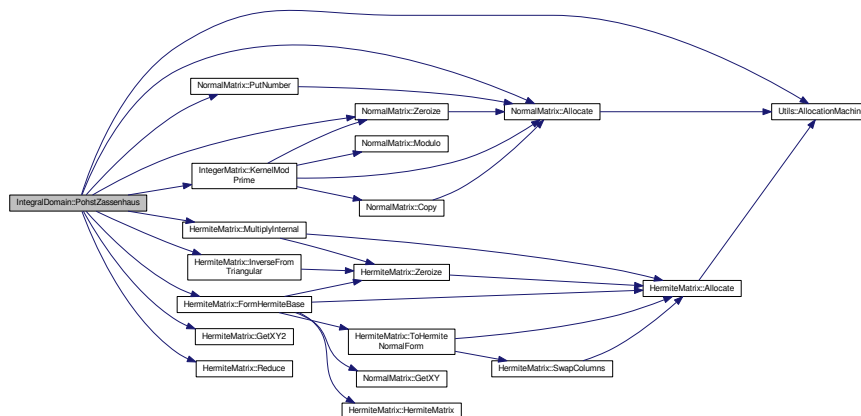 IntegralDomain::PohstZassenhaus
NormalMatrix::PutNumber
IntegerMatrix::KernelMod
Prime
HermiteMatrix::MultiplyInternal
HermiteMatrix::InverseFrom
Triangular
HermiteMatrix::FormHermiteBase
HermiteMatrix::GetXY2
HermiteMatrix::Reduce
NormalMatrix::Zeroize
NormalMatrix::Modulo
NormalMatrix::Copy
HermiteMatrix::Zeroize
HermiteMatrix::ToHermite
NormalForm
NormalMatrix::GetXY
HermiteMatrix::HermiteMatrix
NormalMatrix::Allocate
HermiteMatrix::SwapColumns
HermiteMatrix::Allocate
Utils::AllocationMachine